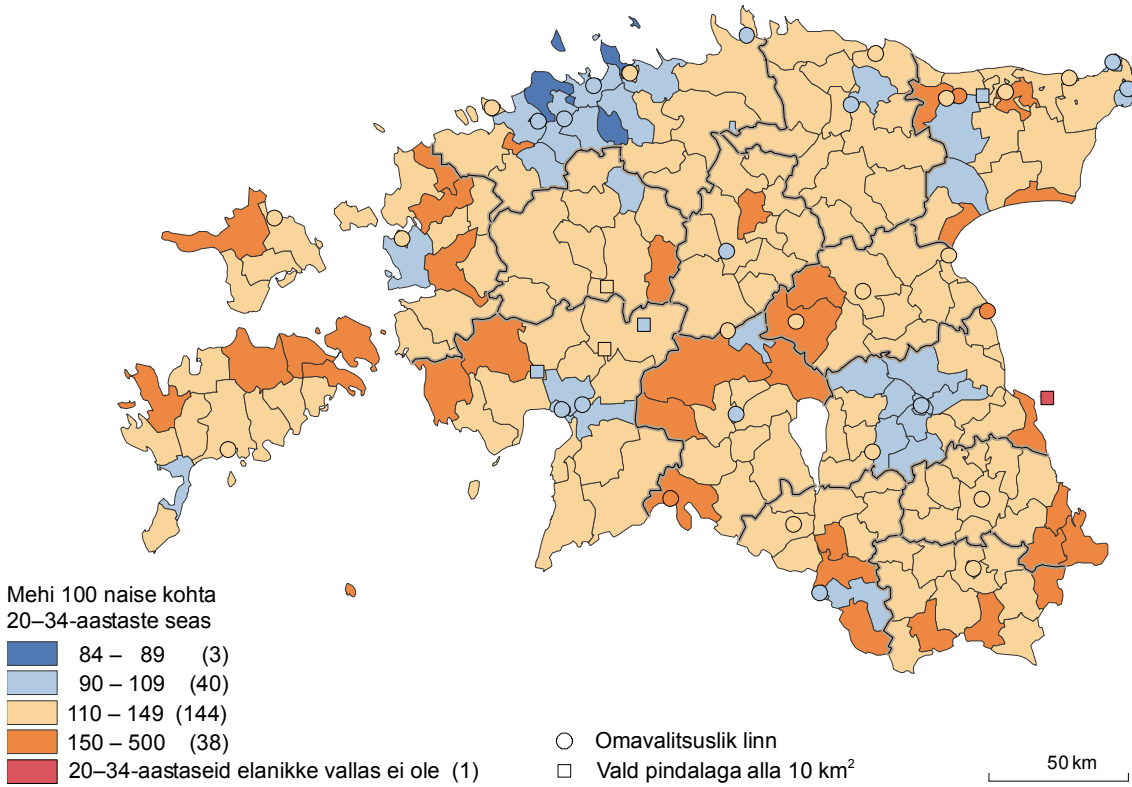 Mehi 100 naise kohta
20–34-aastaste seas
84 – 89 (3)
90 – 109 (40)
110 – 149 (144)
150 – 500 (38)
20–34-aastaseid elanikke vallas ei ole (1)
Omavalitsuslik linn
Vald pindalaga alla 10 km²
50 km